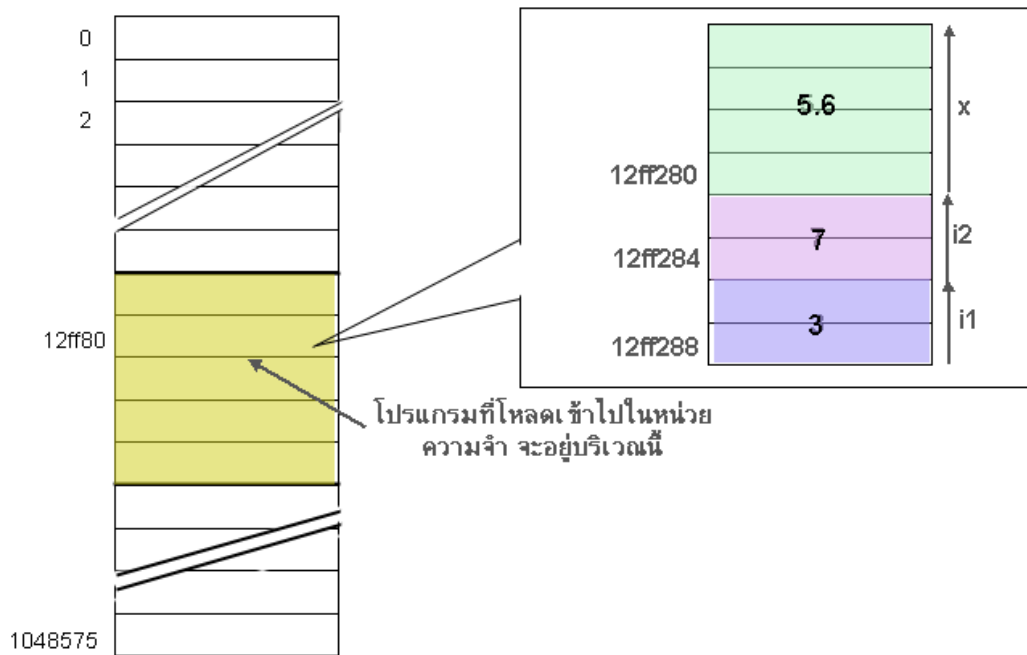 0
1
2
12ff80
1048575
โปรแกรมที่โหลดเข้าไปในหน่วย
ความจำ จะอยู่บริเวณนี้
5.6
x
12ff280
7
i2
12ff284
3
i1
12ff288